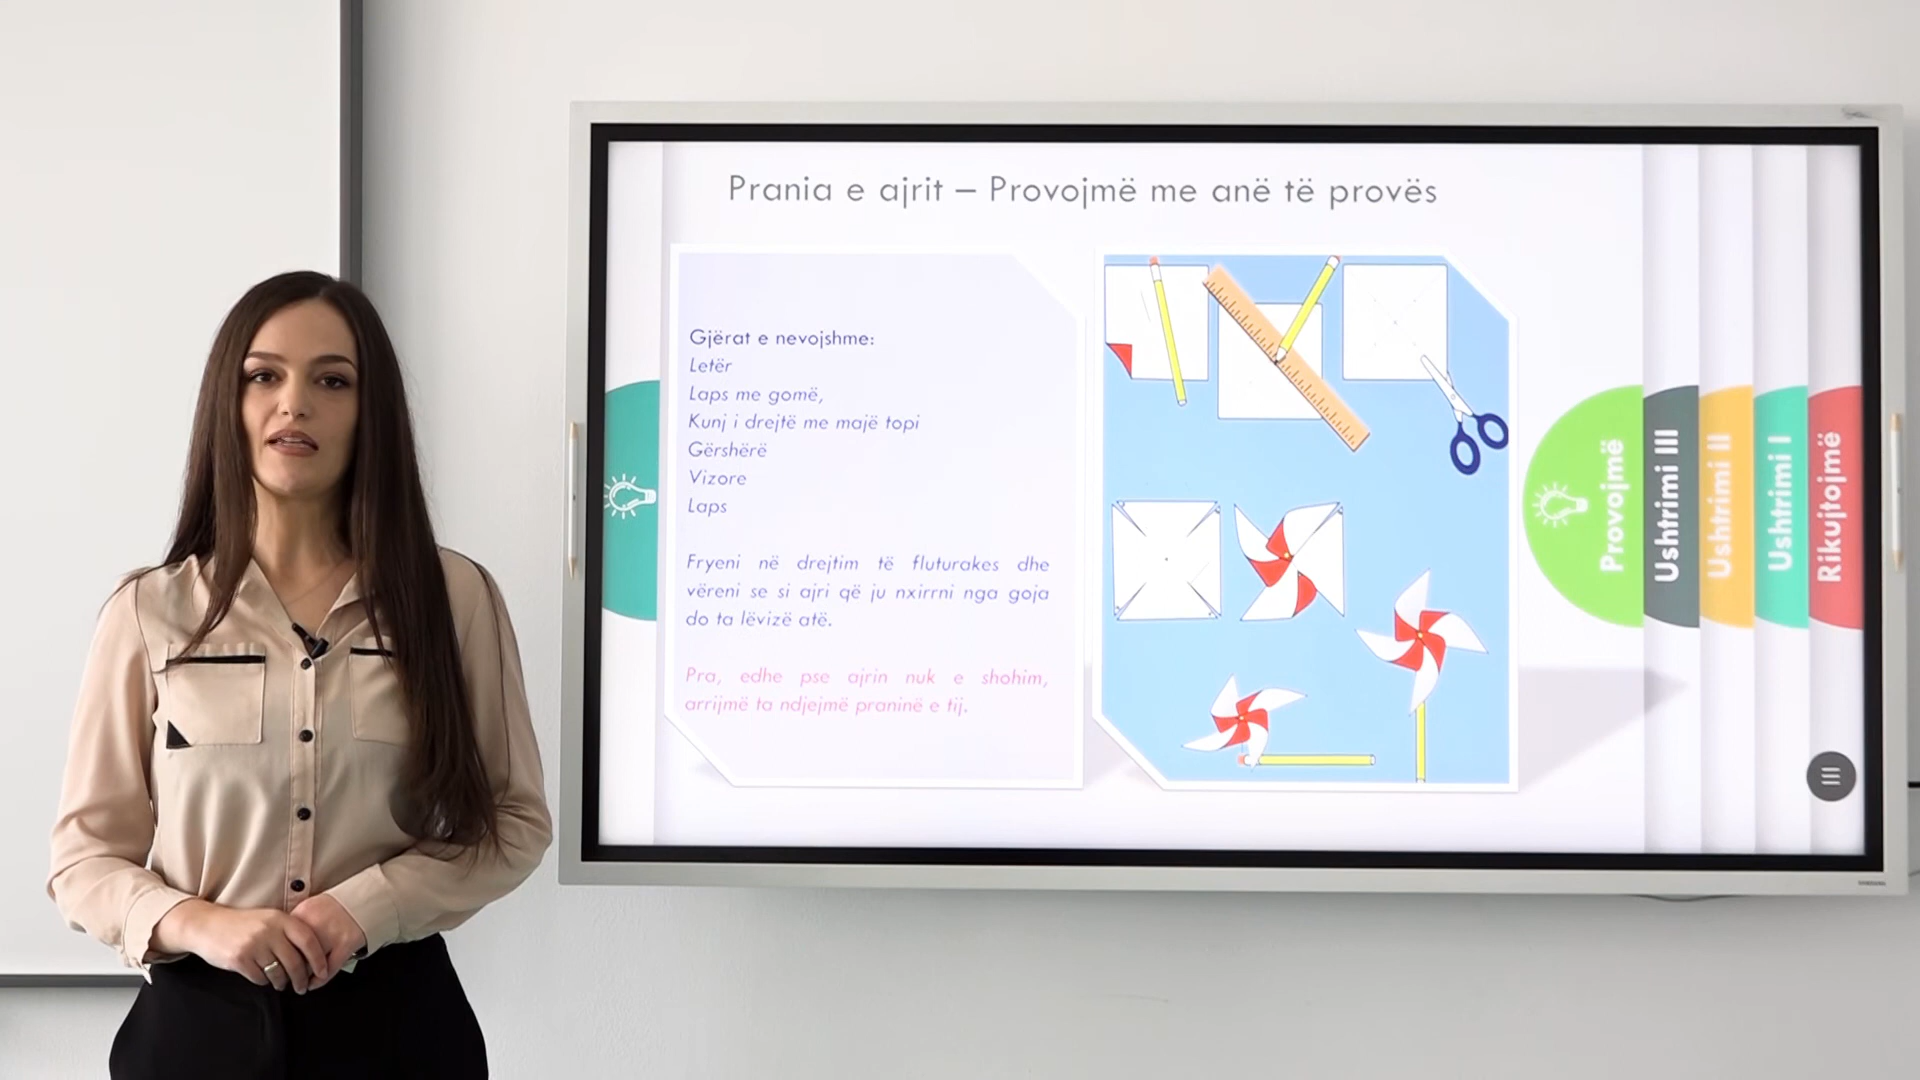 Prania e ajrit – Provojmë me anë të provës
Gjërat e nevojshme:
Letër
Laps me gomë,
Kunj i drejtë me majë topi
Gërshërë
Vizore
Laps
Fryeni në drejtim të fluturakes dhe
vëreni se si ajri që ju nxirrni nga goja
do ta lëvizë atë.
Pra, edhe pse ajrin nuk e shohim,
arrijmë ta ndjejmë praninë e tij.
Provojmë
Ushtrimi III
Ushtrimi II
Ushtrimi I
Rikujtojmë
SAMSUNG